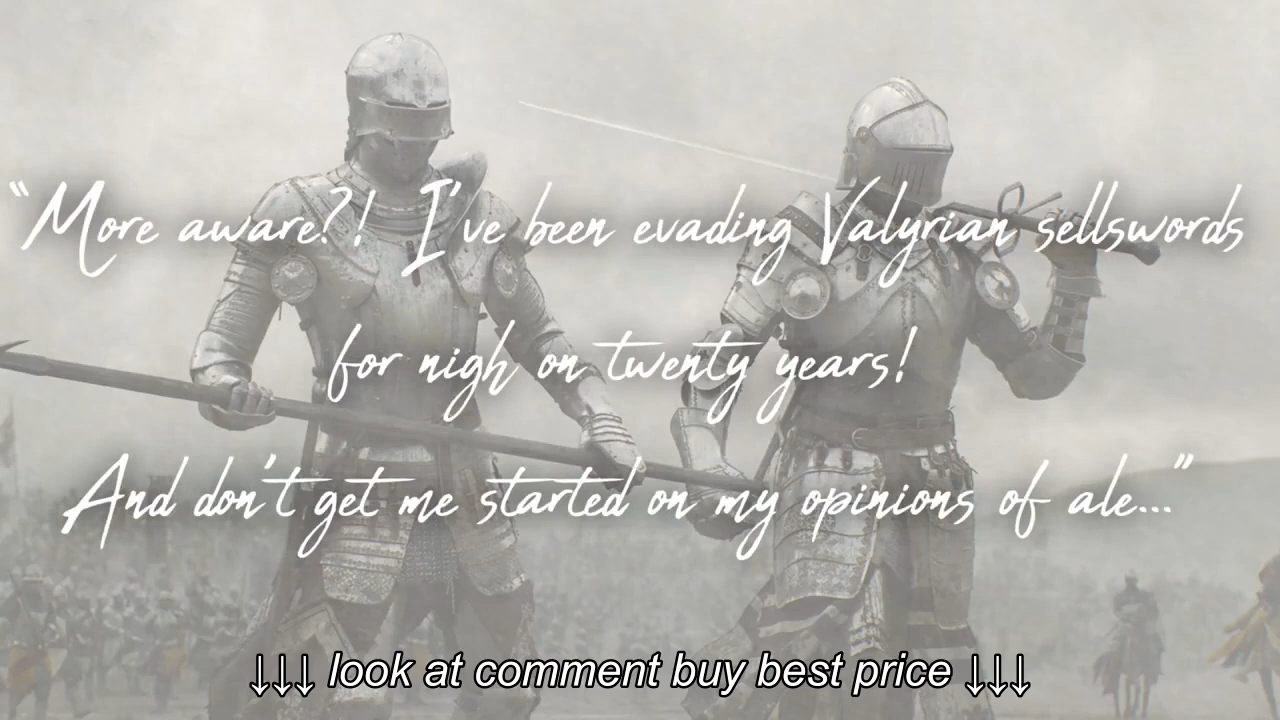 “More aware?! I’ve been evading Valyrian sellswords
for nigh on twenty years!
And don’t get me started on my opinions of ale...”
↓↓↓ look at comment buy best price ↓↓↓